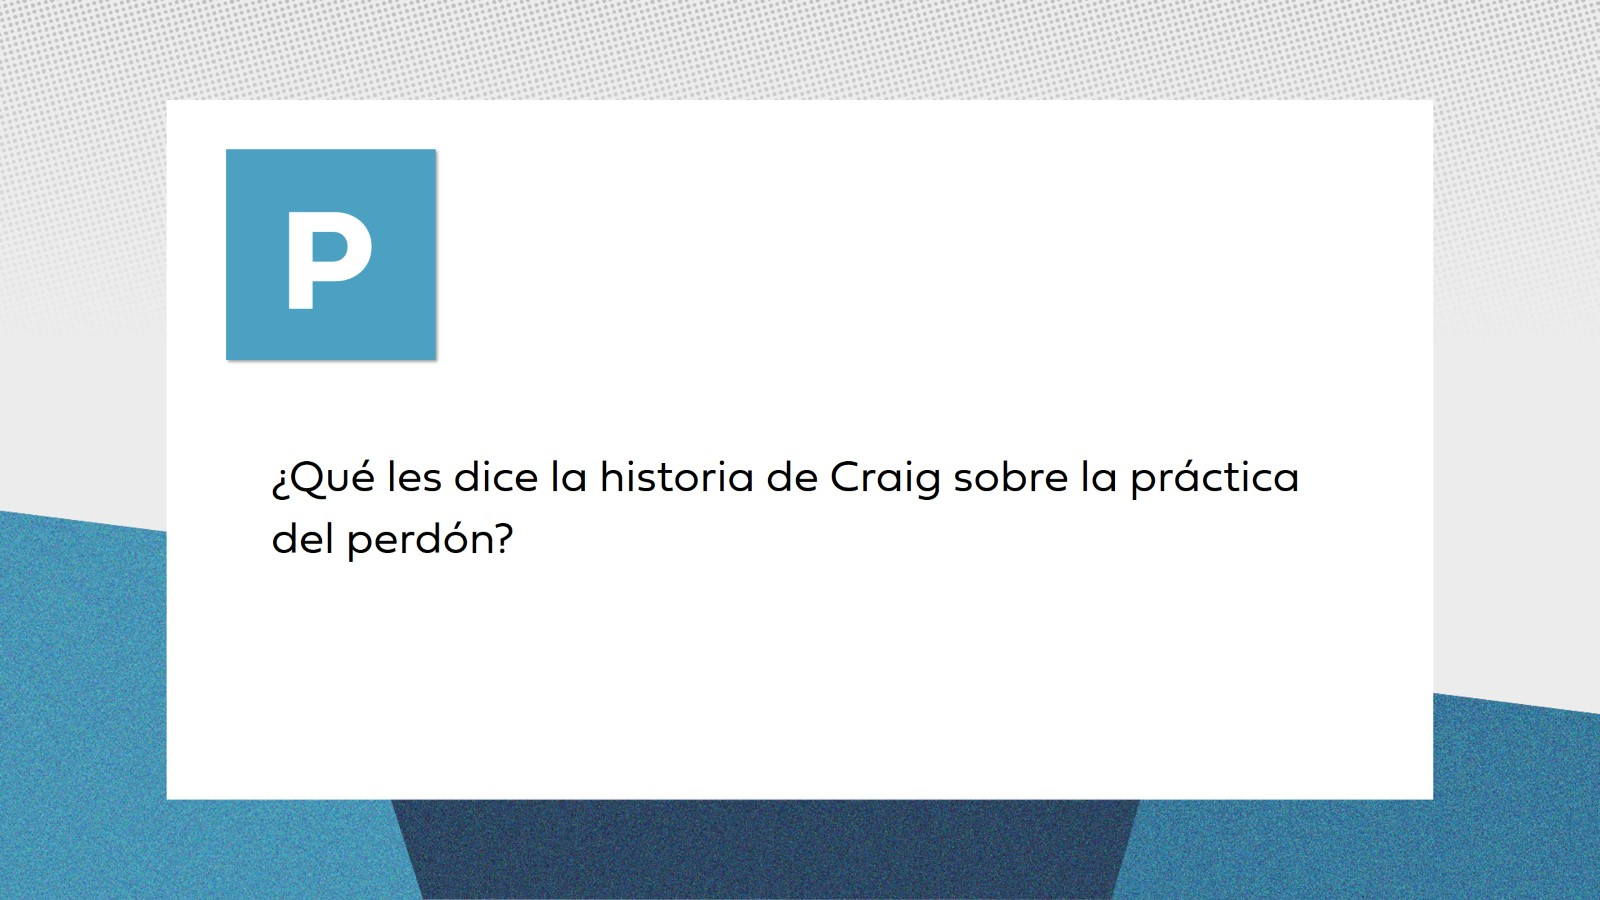 P
¿Qué les dice la historia de Craig sobre la práctica
del perdón?